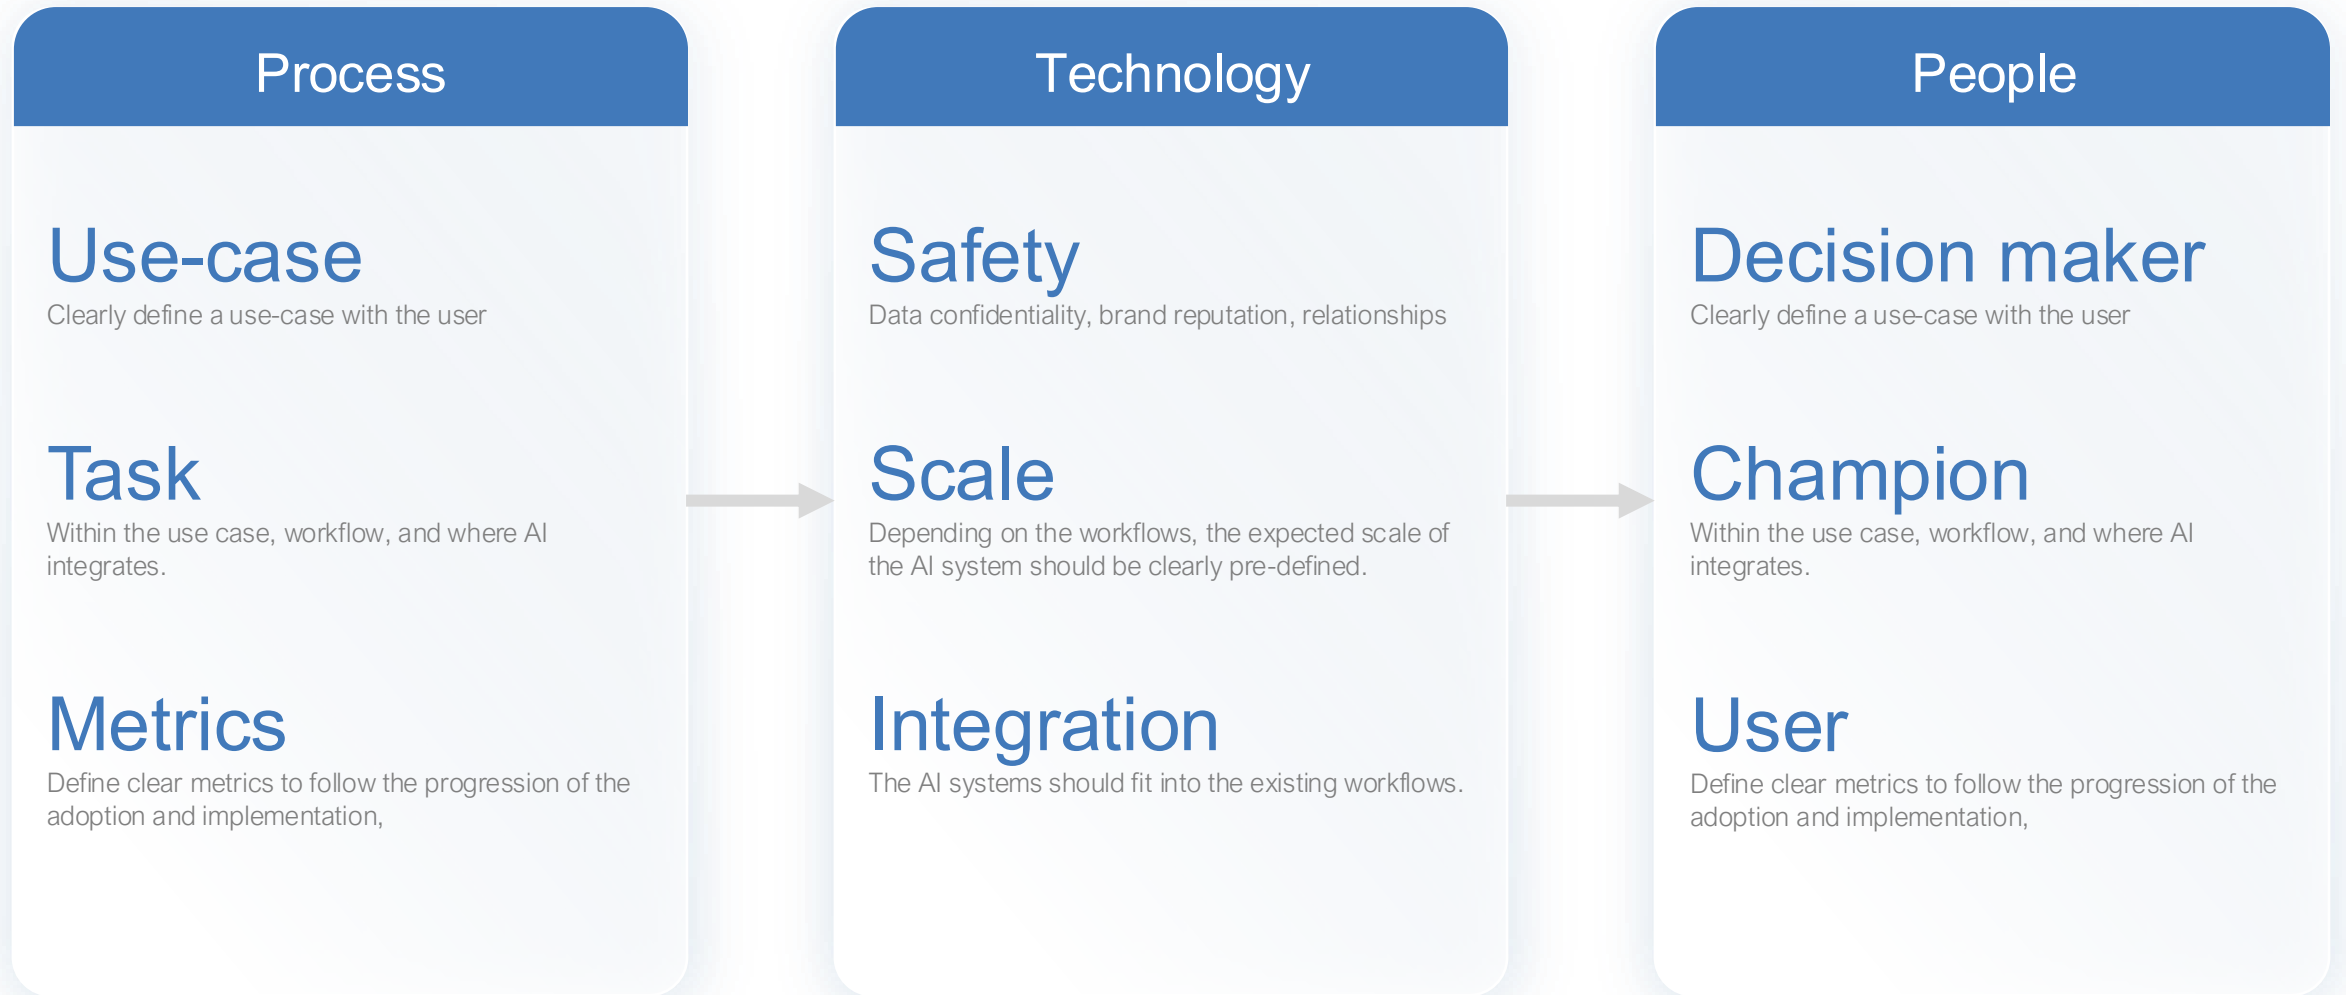 Process
Use-case
Clearly define a use-case with the user
Task
Within the use case, workflow, and where AI
integrates.
Metrics
Define clear metrics to follow the progression of the
adoption and implementation,
Technology
Safety
Data confidentiality, brand reputation, relationships
Scale
Depending on the workflows, the expected scale of
the AI system should be clearly pre-defined.
Integration
The AI systems should fit into the existing workflows.
People
Decision maker
Clearly define a use-case with the user
Champion
Within the use case, workflow, and where AI
integrates.
User
Define clear metrics to follow the progression of the
adoption and implementation,